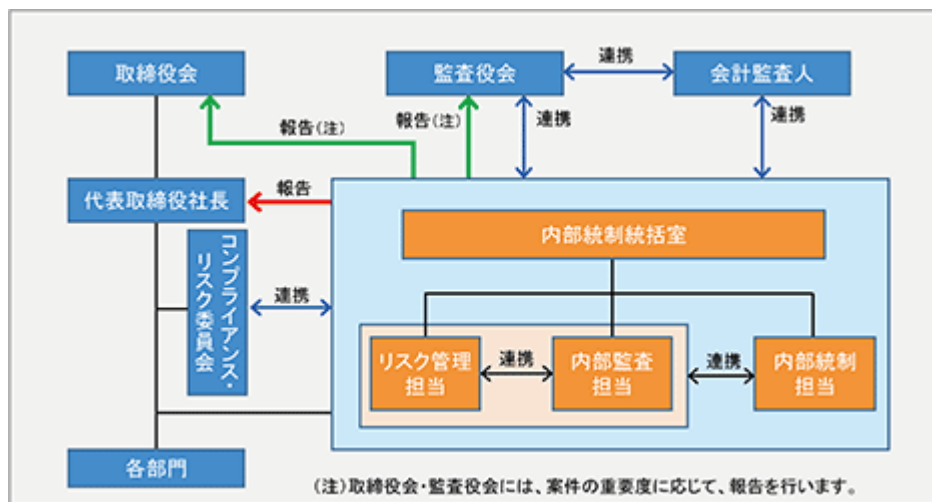 取締役会
監査役会
連携
会計監査人
報告(注)
報告(注)
連携
連携
代表取締役社長
報告
内部統制統括室
コンプライアンス・
リスク委員会
連携
リスク管理
担当
連携
内部監査
担当
連携
内部統制
担当
各部門
(注)取締役会・監査役会には、案件の重要度に応じて、報告を行います。